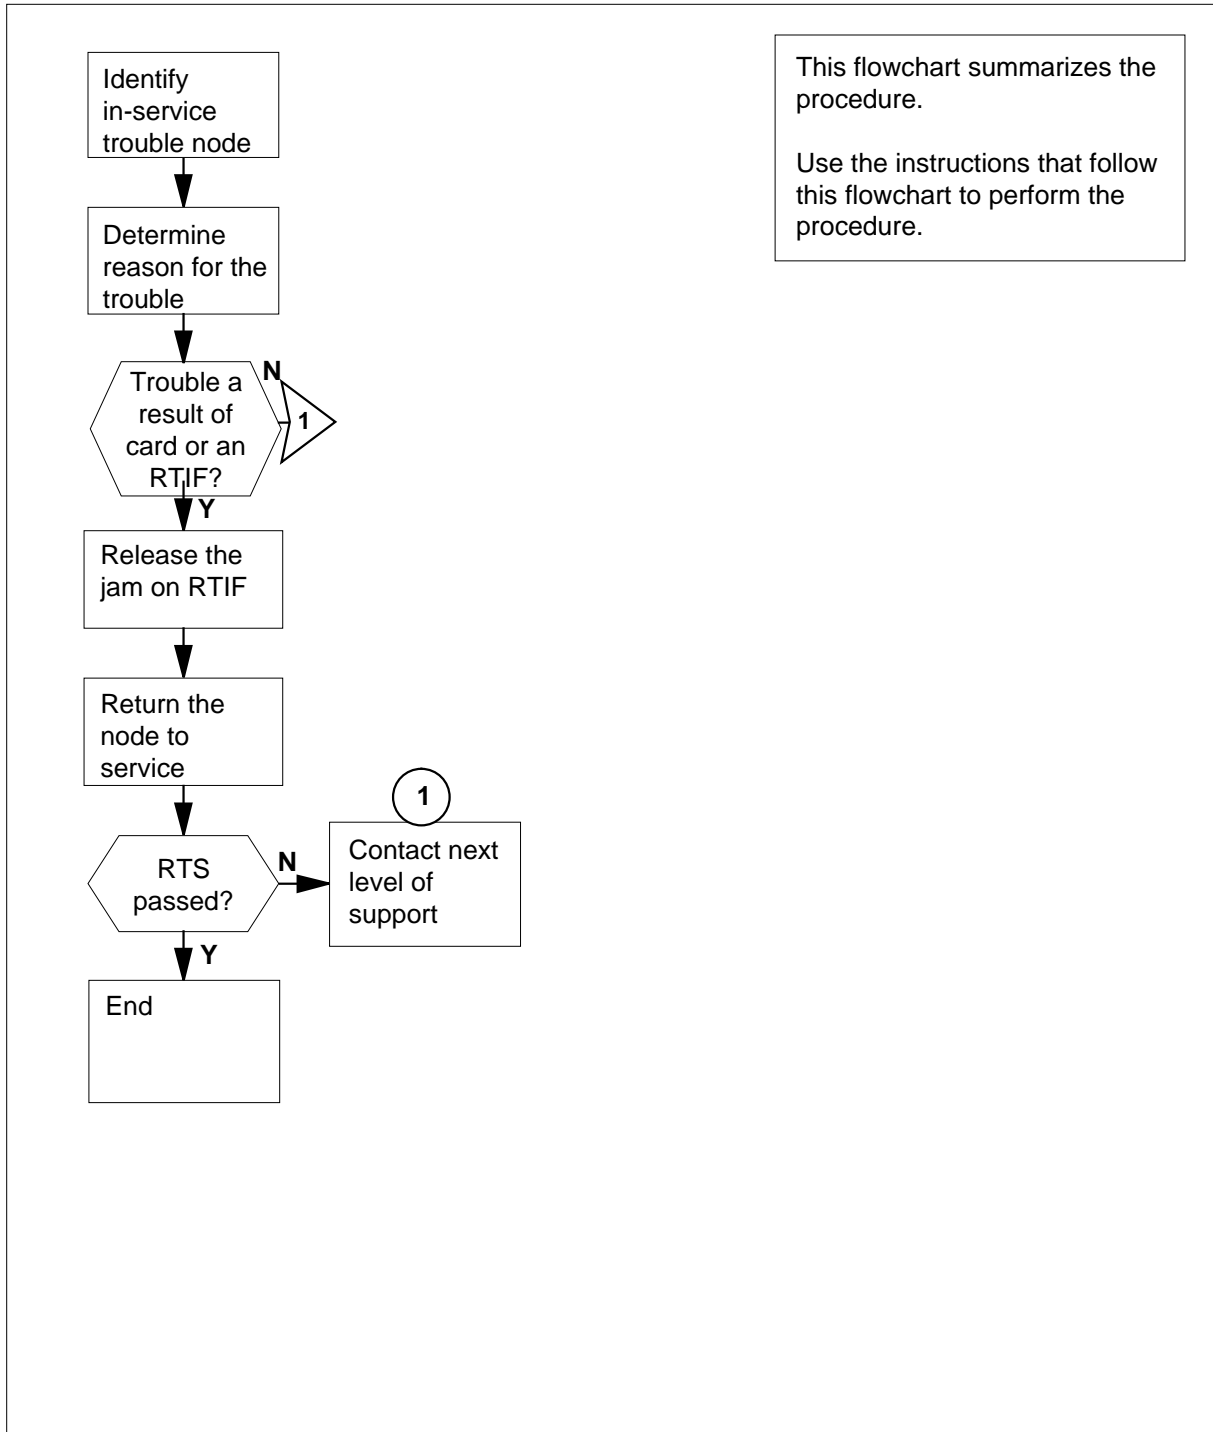 Identify
in-service
trouble node
This flowchart summarizes the
procedure.
Use the instructions that follow
this flowchart to perform the
procedure.
Determine
reason for the
trouble
Trouble a
result of
card or an
RTIF?
N
1
Y
Release the
jam on RTIF
Return the
node to
service
RTS
passed?
N
1
Contact next
level of
support
Y
End